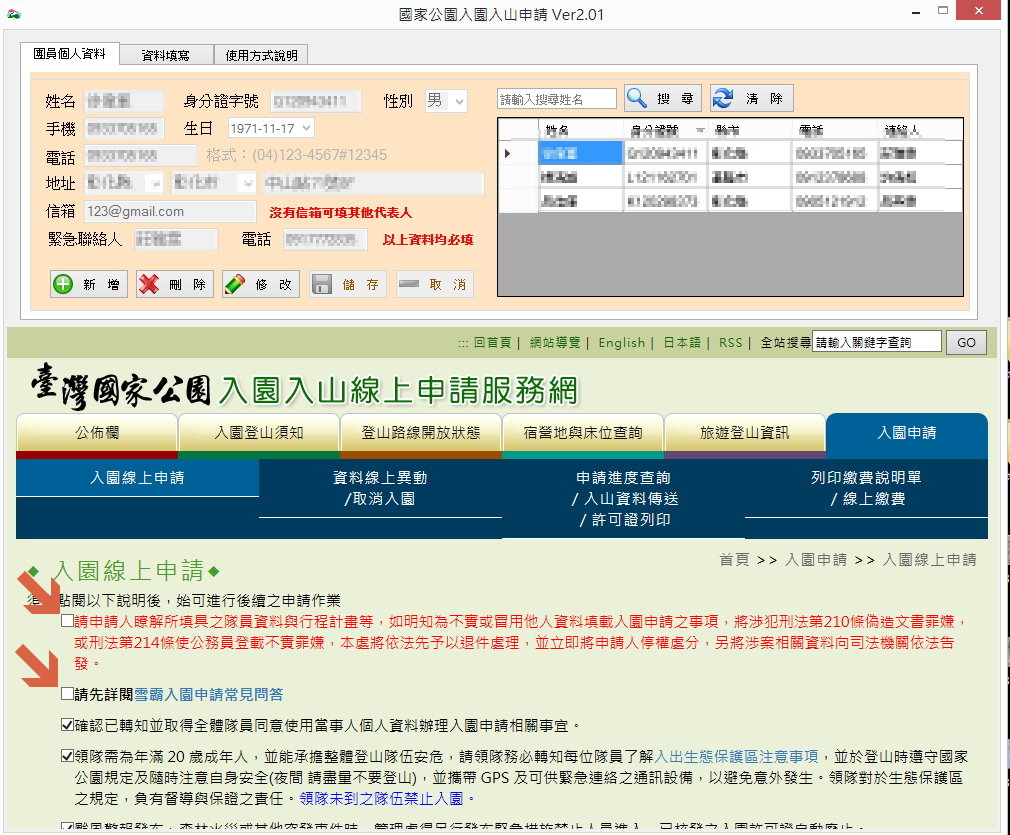 國家公園入園入山申請 Ver2.01
團員個人資料 資料填寫 使用方式說明
姓名 身分證字號 性別 男
手機 生日 1971-11-17
電話 格式：(04)123-4567#12345
地址
信箱 123@gmail.com 沒有信箱可填其他代表人
緊急聯絡人 電話 以上資料均必填
新 增 刪 除 修 改 儲 存 取 消
請輸入搜尋姓名 搜 尋 清 除
姓名 身分證號 電話 連絡人
::: 回首頁 | 網站導覽 | English | 日本語 | RSS | 全站搜尋 請輸入關鍵字查詢 GO
臺灣國家公園 入園入山線上申請服務網
公佈欄 入園登山須知 登山路線開放狀態 宿營地與床位查詢 旅遊登山資訊 入園申請
入園線上申請 資料線上異動 申請進度查詢 列印繳費說明單
/取消入園 / 入山資料傳送 / 線上繳費
/ 許可證列印
首頁 >> 入園申請 >> 入園線上申請
◆ 入園線上申請◆
點閱以下說明後，始可進行後續之申請作業
請申請人瞭解所填具之隊員資料與行程計畫等，如明知為不實或冒用他人資料填載入園申請之事項，將涉犯刑法第210條偽造文書罪嫌，
或刑法第214條使公務員登載不實罪嫌，本處將依法先予以退件處理，並立即將申請人停權處分，另將涉案相關資料向司法機關依法告
發。
請先詳閱雪霸入園申請常見問答
確認已轉知並取得全體隊員同意使用當事人個人資料辦理入園申請相關事宜。
領隊需為年滿 20 歲成年人，並能承擔整體登山隊伍安危，請領隊務必轉知每位隊員了解入出生態保護區注意事項，並於登山時遵守國家
公園規定及隨時注意自身安全(夜間 請盡量不要登山)，並攜帶 GPS 及可供緊急連絡之通訊設備，以避免意外發生。領隊對於生態保護區
之規定，負有督導與保證之責任。領隊未到之隊伍禁止入園。